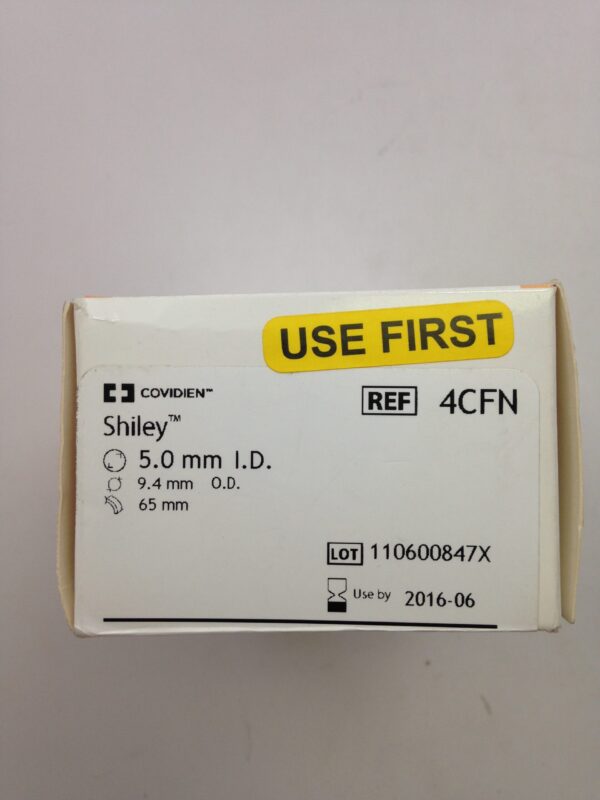 USE FIRST
COVIDIEN™
REF 4CFN
Shiley™
5.0 mm I.D.
9.4 mm O.D.
65 mm
LOT 110600847X
Use by 2016-06